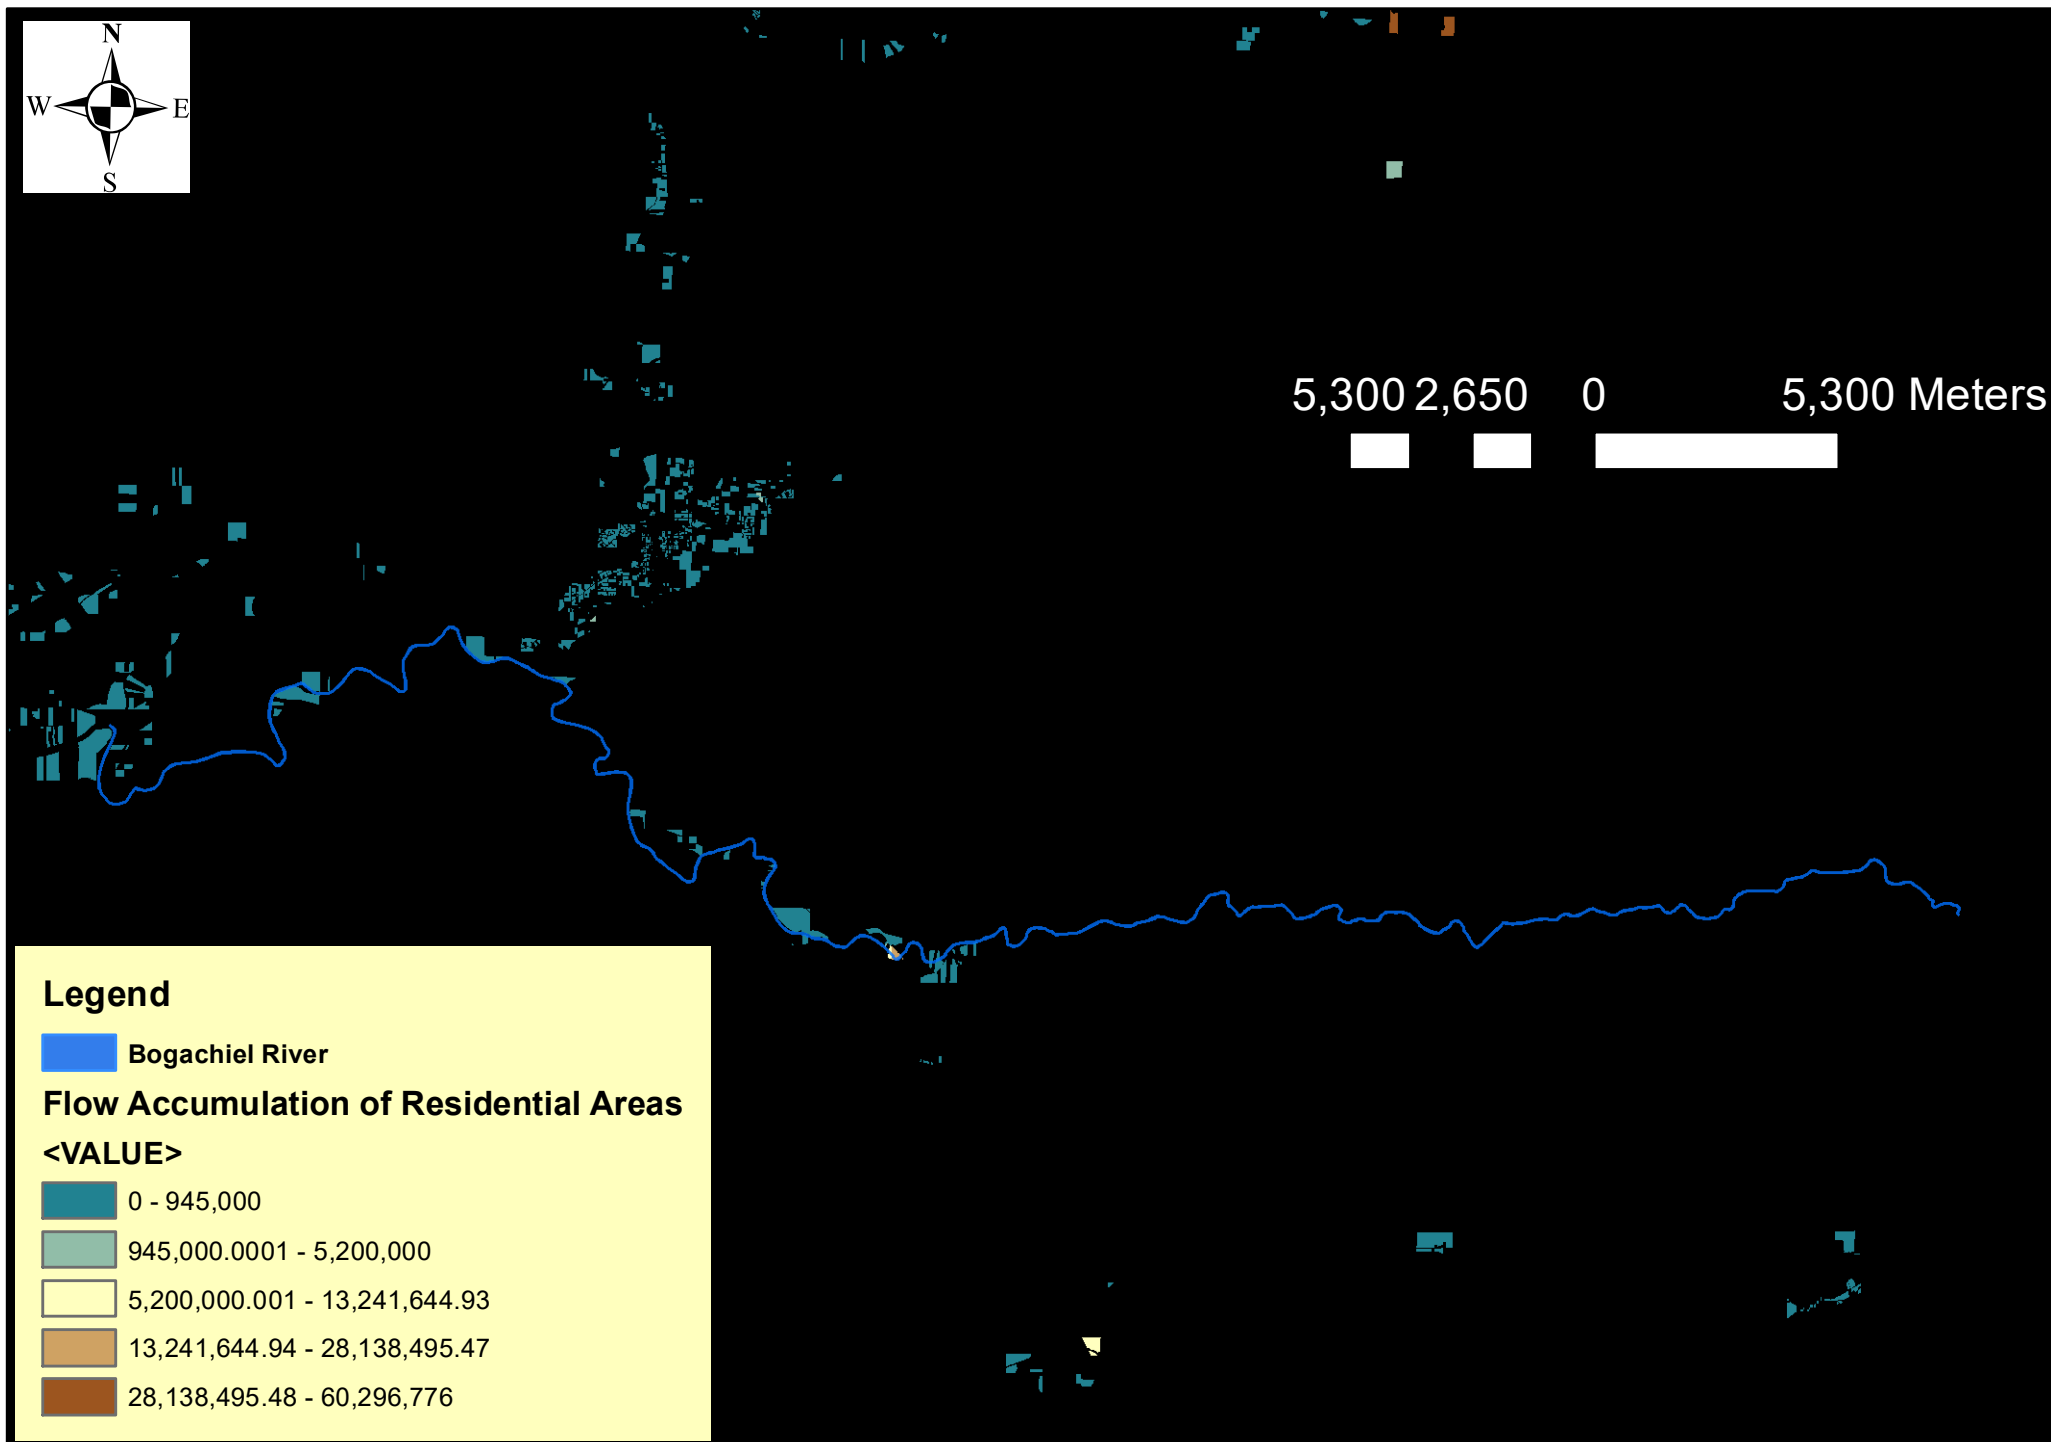 N
W E
S
5,300 2,650 0 5,300 Meters
Legend
Bogachiel River
Flow Accumulation of Residential Areas
<VALUE>
0 - 945,000
945,000.0001 - 5,200,000
5,200,000.001 - 13,241,644.93
13,241,644.94 - 28,138,495.47
28,138,495.48 - 60,296,776